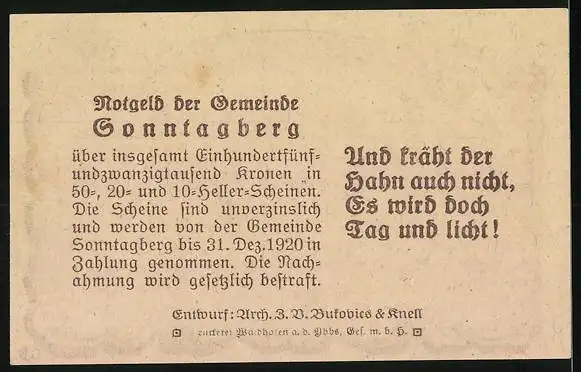 Notgeld der Gemeinde
Sonntagberg
über insgesamt Einhundertfünf-
undzwanzigtausend Kronen in
50-, 20- und 10-Heller-Scheinen.
Die Scheine sind unverzinslich
und werden von der Gemeinde
Sonntagberg bis 31. Dez. 1920 in
Zahlung genommen. Die Nach-
ahmung wird gesetzlich bestraft.
Und kräht der
Hahn auch nicht,
Es wird doch
Tag und licht!
Entwurf: Arch. J. V. Bukovics & Knell
Waidhofen a. d. Ybbs, Ges. m. b. H.